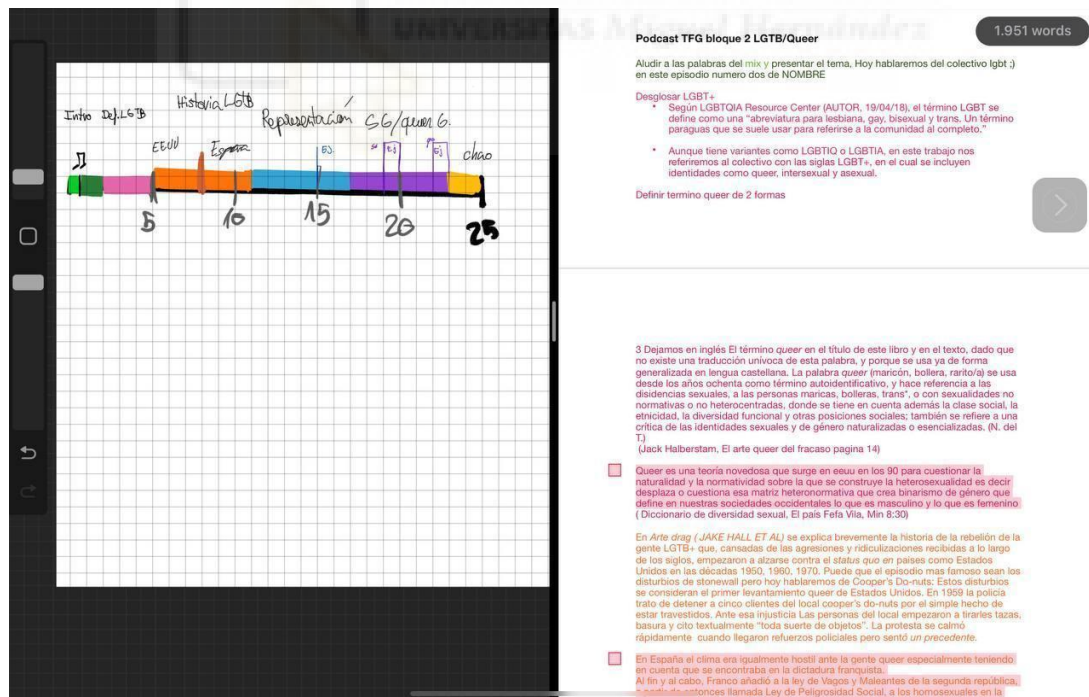 UNIVERSITAS Miguel Hernández
Intro Def.LGTB
Historia LGTB
Representación
SG/queer G.
EEUU
España
Ej
Ej
Ej
chao
5
10
15
20
25
1.951 words
Podcast TFG bloque 2 LGTB/Queer
Aludir a las palabras del mix y presentar el tema, Hoy hablaremos del colectivo lgbt ;)
en este episodio numero dos de NOMBRE
Desglosar LGBT+
• Según LGBTQIA Resource Center (AUTOR, 19/04/18), el término LGBT se
define como una “abreviatura para lesbiana, gay, bisexual y trans. Un término
paraguas que se suele usar para referirse a la comunidad al completo.”
• Aunque tiene variantes como LGBTIQ o LGBTIA, en este trabajo nos
referiremos al colectivo con las siglas LGBT+, en el cual se incluyen
identidades como queer, intersexual y asexual.
Definir termino queer de 2 formas
3 Dejamos en inglés El término queer en el título de este libro y en el texto, dado que
no existe una traducción unívoca de esta palabra, y porque se usa ya de forma
generalizada en lengua castellana. La palabra queer (maricón, bollera, rarito/a) se usa
desde los años ochenta como término autoidentificativo, y hace referencia a las
disidencias sexuales, a las personas maricas, bolleras, trans*, o con sexualidades no
normativas o no heterocentradas, donde se tiene en cuenta además la clase social, la
etnicidad, la diversidad funcional y otras posiciones sociales; también se refiere a una
crítica de las identidades sexuales y de género naturalizadas o esencializadas. (N. del
T.)
(Jack Halberstam, El arte queer del fracaso pagina 14)
Queer es una teoría novedosa que surge en eeuu en los 90 para cuestionar la
naturalidad y la normatividad sobre la que se construye la heterosexualidad es decir
desplaza o cuestiona esa matriz heteronormativa que crea binarismo de género que
define en nuestras sociedades occidentales lo que es masculino y lo que es femenino
( Diccionario de diversidad sexual, El país Fefa Vila, Min 8:30)
En Arte drag ( JAKE HALL ET AL) se explica brevemente la historia de la rebelión de la
gente LGTB+ que, cansadas de las agresiones y ridiculizaciones recibidas a lo largo
de los siglos, empezaron a alzarse contra el status quo en países como Estados
Unidos en las décadas 1950, 1960, 1970. Puede que el episodio mas famoso sean los
disturbios de stonewall pero hoy hablaremos de Cooper's Do-nuts: Estos disturbios
se consideran el primer levantamiento queer de Estados Unidos. En 1959 la policía
trato de detener a cinco clientes del local cooper's do-nuts por el simple hecho de
estar travestidos. Ante esa injusticia Las personas del local empezaron a tirarles tazas,
basura y cito textualmente “toda suerte de objetos”. La protesta se calmó
rápidamente cuando llegaron refuerzos policiales pero sentó un precedente.
En España el clima era igualmente hostil ante la gente queer especialmente teniendo
en cuenta que se encontraba en la dictadura franquista.
Al fin y al cabo, Franco añadió a la ley de Vagos y Maleantes de la segunda república,
entonces llamada Ley de Peligrosidad Social, a los homosexuales en la